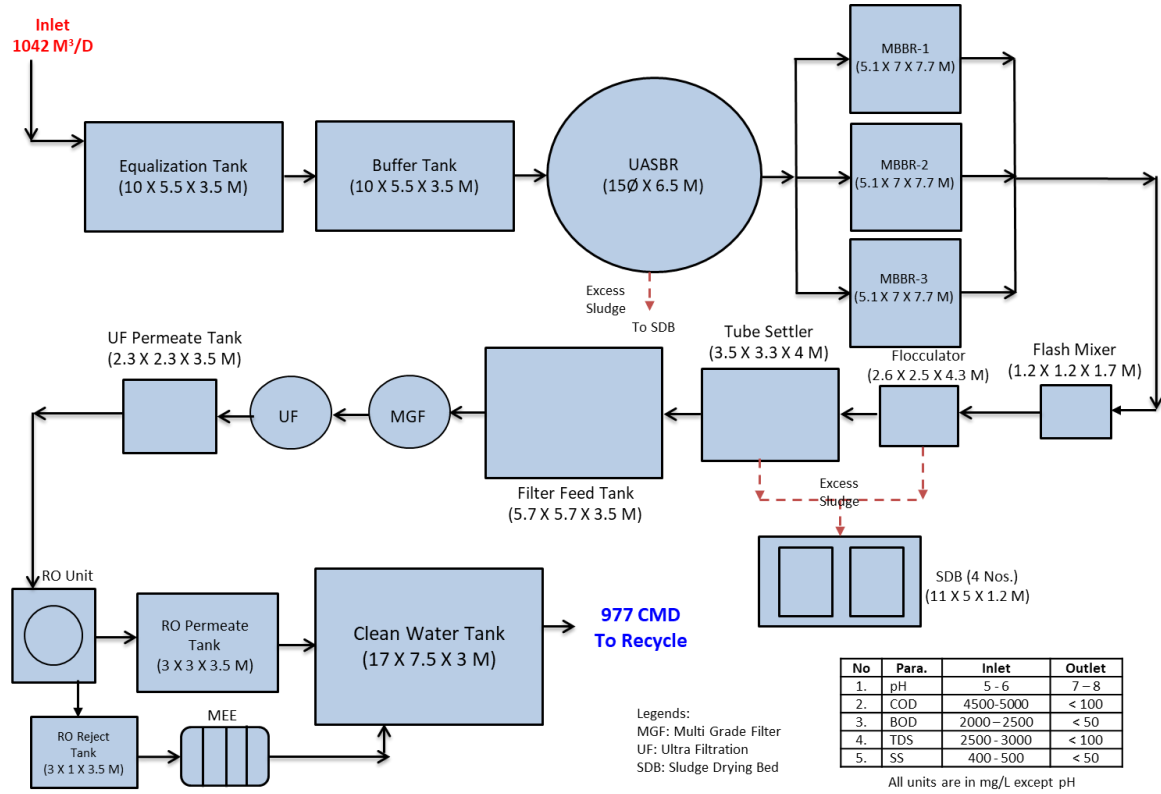 Inlet
1042 M³/D
Equalization Tank
(10 X 5.5 X 3.5 M)
Buffer Tank
(10 X 5.5 X 3.5 M)
UASBR
(15Ø X 6.5 M)
MBBR-1
(5.1 X 7 X 7.7 M)
MBBR-2
(5.1 X 7 X 7.7 M)
MBBR-3
(5.1 X 7 X 7.7 M)
Excess
Sludge
To SDB
Flash Mixer
(1.2 X 1.2 X 1.7 M)
Flocculator
(2.6 X 2.5 X 4.3 M)
Tube Settler
(3.5 X 3.3 X 4 M)
Excess
Sludge
SDB (4 Nos.)
(11 X 5 X 1.2 M)
Filter Feed Tank
(5.7 X 5.7 X 3.5 M)
MGF
UF
UF Permeate Tank
(2.3 X 2.3 X 3.5 M)
RO Unit
RO Permeate
Tank
(3 X 3 X 3.5 M)
RO Reject
Tank
(3 X 1 X 3.5 M)
MEE
Clean Water Tank
(17 X 7.5 X 3 M)
977 CMD
To Recycle
Legends:
MGF: Multi Grade Filter
UF: Ultra Filtration
SDB: Sludge Drying Bed
No Para. Inlet Outlet
1. pH 5 - 6 7 – 8
2. COD 4500-5000 < 100
3. BOD 2000 – 2500 < 50
4. TDS 2500 - 3000 < 100
5. SS 400 - 500 < 50
All units are in mg/L except pH